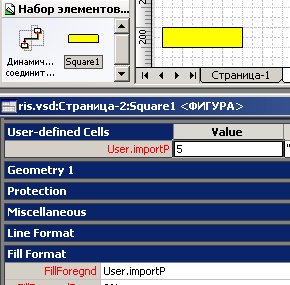 Набор элементов...
Динамич...
соединит...
Square1
200
Страница-1
ris.vsd:Страница-2:Square1 <ФИГУРА>
User-defined Cells Value
User.importP 5 "
Geometry 1
Protection
Miscellaneous
Line Format
Fill Format
FillForegnd User.importP